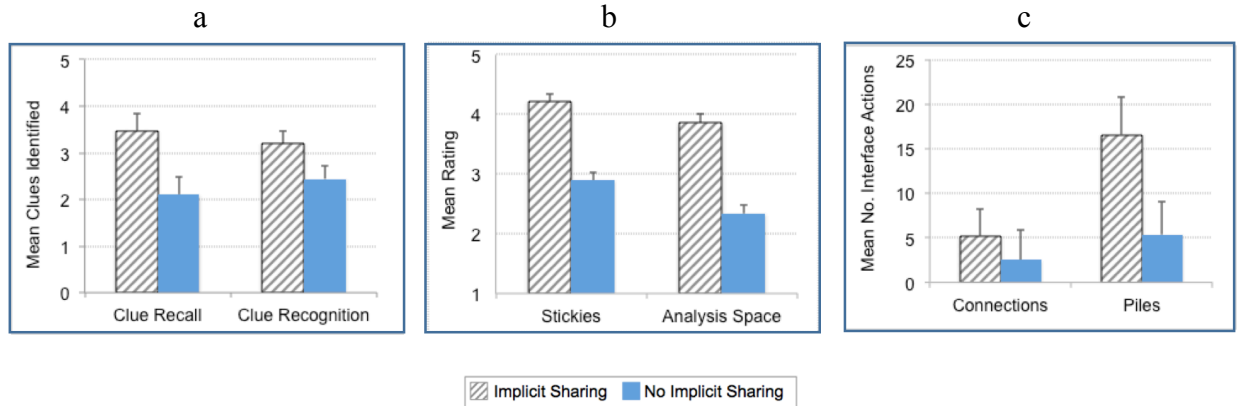 a
b
c
Mean Clues Identified
5
4
3
2
1
0
Clue Recall
Clue Recognition
Mean Rating
5
4
3
2
1
Stickies
Analysis Space
Mean No. Interface Actions
25
20
15
10
5
0
Connections
Piles
Implicit Sharing
No Implicit Sharing